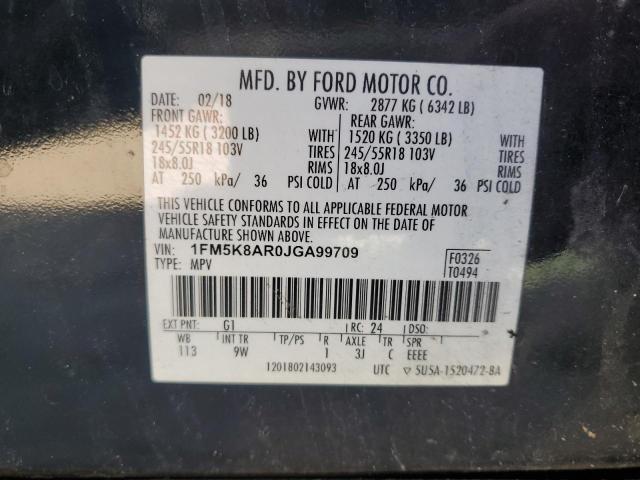 MFD. BY FORD MOTOR CO.
DATE: 02/18 GVWR: 2877 KG ( 6342 LB)
FRONT GAWR: REAR GAWR:
1452 KG ( 3200 LB) WITH 1520 KG ( 3350 LB) WITH
245/55R18 103V TIRES 245/55R18 103V TIRES
18x8.0J RIMS 18x8.0J RIMS
AT 250 kPa/ 36 PSI COLD AT 250 kPa/ 36 PSI COLD
THIS VEHICLE CONFORMS TO ALL APPLICABLE FEDERAL MOTOR
VEHICLE SAFETY STANDARDS IN EFFECT ON THE DATE OF
MANUFACTURE SHOWN ABOVE.
VIN: 1FM5K8AR0JGA99709 F0326
TYPE: MPV T0494
EXT PNT: G1 RC: 24 DSO:
WB INT TR TP/PS R AXLE TR SPR
113 9W 1 3J C EEEE
1201802143093 UTC ▽ 5U5A-1520472-BA